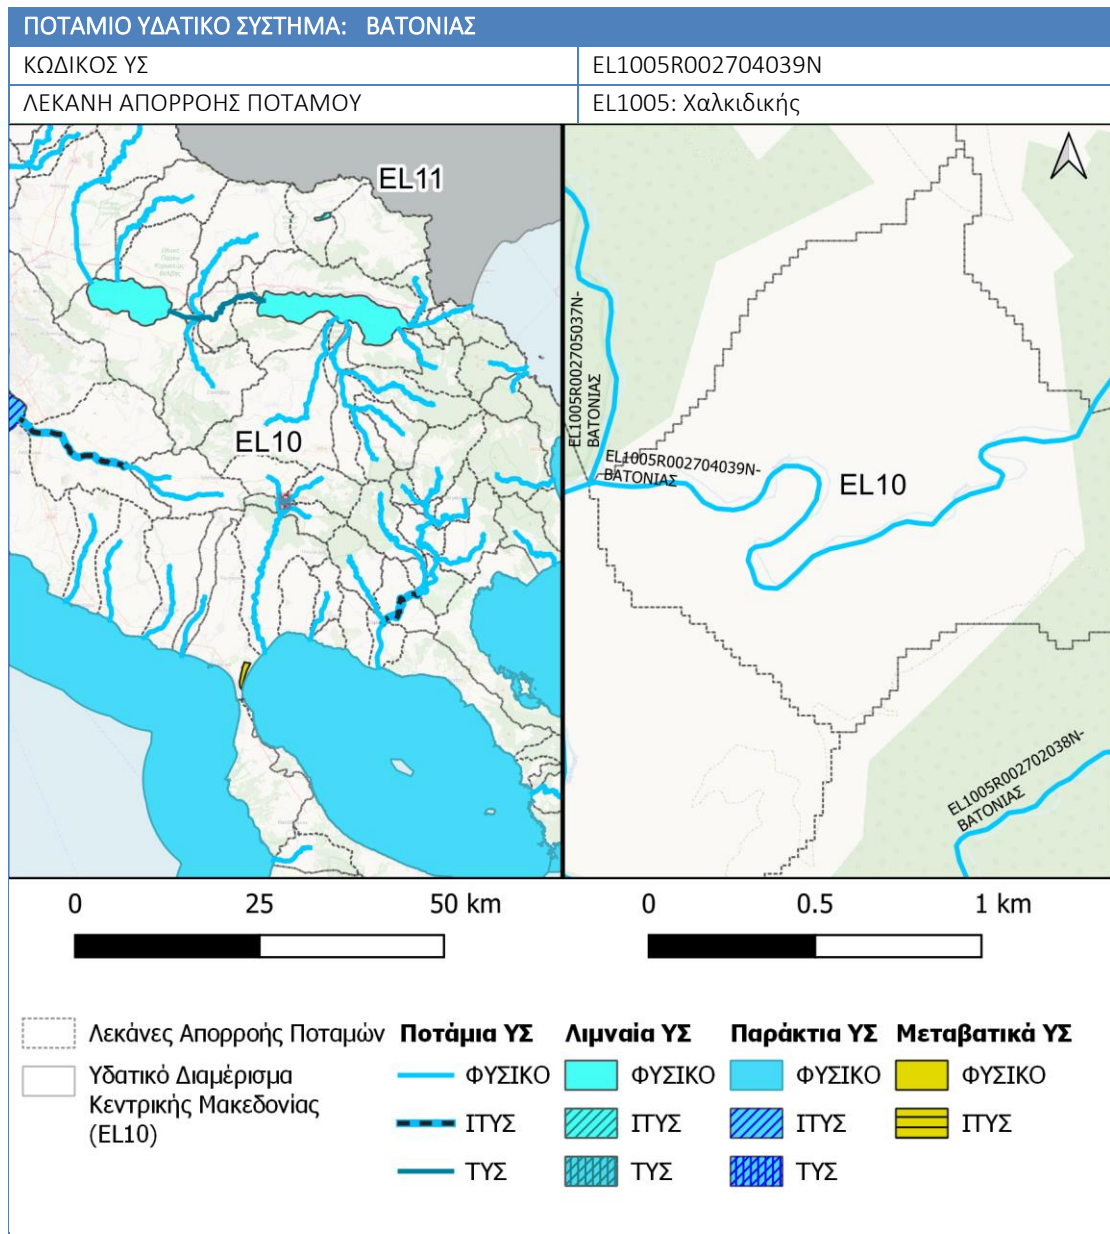 ΠΟΤΑΜΙΟ ΥΔΑΤΙΚΟ ΣΥΣΤΗΜΑ: ΒΑΤΟΝΙΑΣ
ΚΩΔΙΚΟΣ ΥΣ EL1005R002704039N
ΛΕΚΑΝΗ ΑΠΟΡΡΟΗΣ ΠΟΤΑΜΟΥ EL1005: Χαλκιδικής
EL11
EL10
EL1005R002705037N-
ΒΑΤΟΝΙΑΣ
EL1005R002704039N-
ΒΑΤΟΝΙΑΣ
EL10
EL1005R002702038N-
ΒΑΤΟΝΙΑΣ
0 25 50 km
0 0.5 1 km
Λεκάνες Απορροής Ποταμών
Υδατικό Διαμέρισμα
Κεντρικής Μακεδονίας
(EL10)
Ποτάμια ΥΣ
ΦΥΣΙΚΟ
ΙΤΥΣ
ΤΥΣ
Λιμναία ΥΣ
ΦΥΣΙΚΟ
ΙΤΥΣ
ΤΥΣ
Παράκτια ΥΣ
ΦΥΣΙΚΟ
ΙΤΥΣ
ΤΥΣ
Μεταβατικά ΥΣ
ΦΥΣΙΚΟ
ΙΤΥΣ